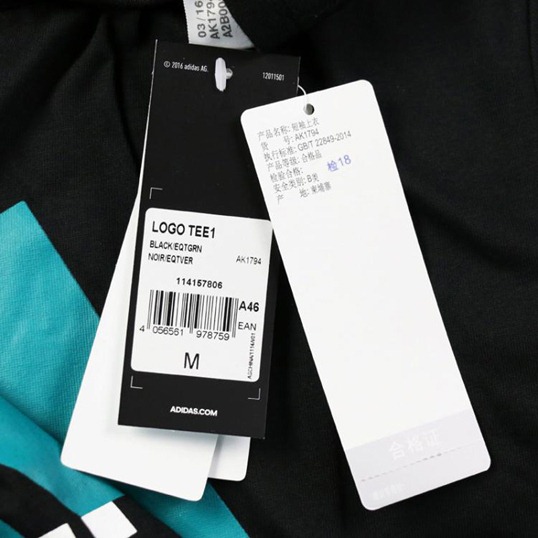 03/16
AK1794
© 2016 adidas AG.
12011501
LOGO TEE1
BLACK/EQTGRN
NOIR/EQTVER
AK1794
114157806
A46
4 056561 978759
EAN
M
ADIDAS.COM
产品名称: 短袖上衣
货 号: AK1794
执行标准: GB/T 22849-2014
产品等级: 合格品
检验合格: 检18
安全类别: B类
产 地: 柬埔寨
合格证